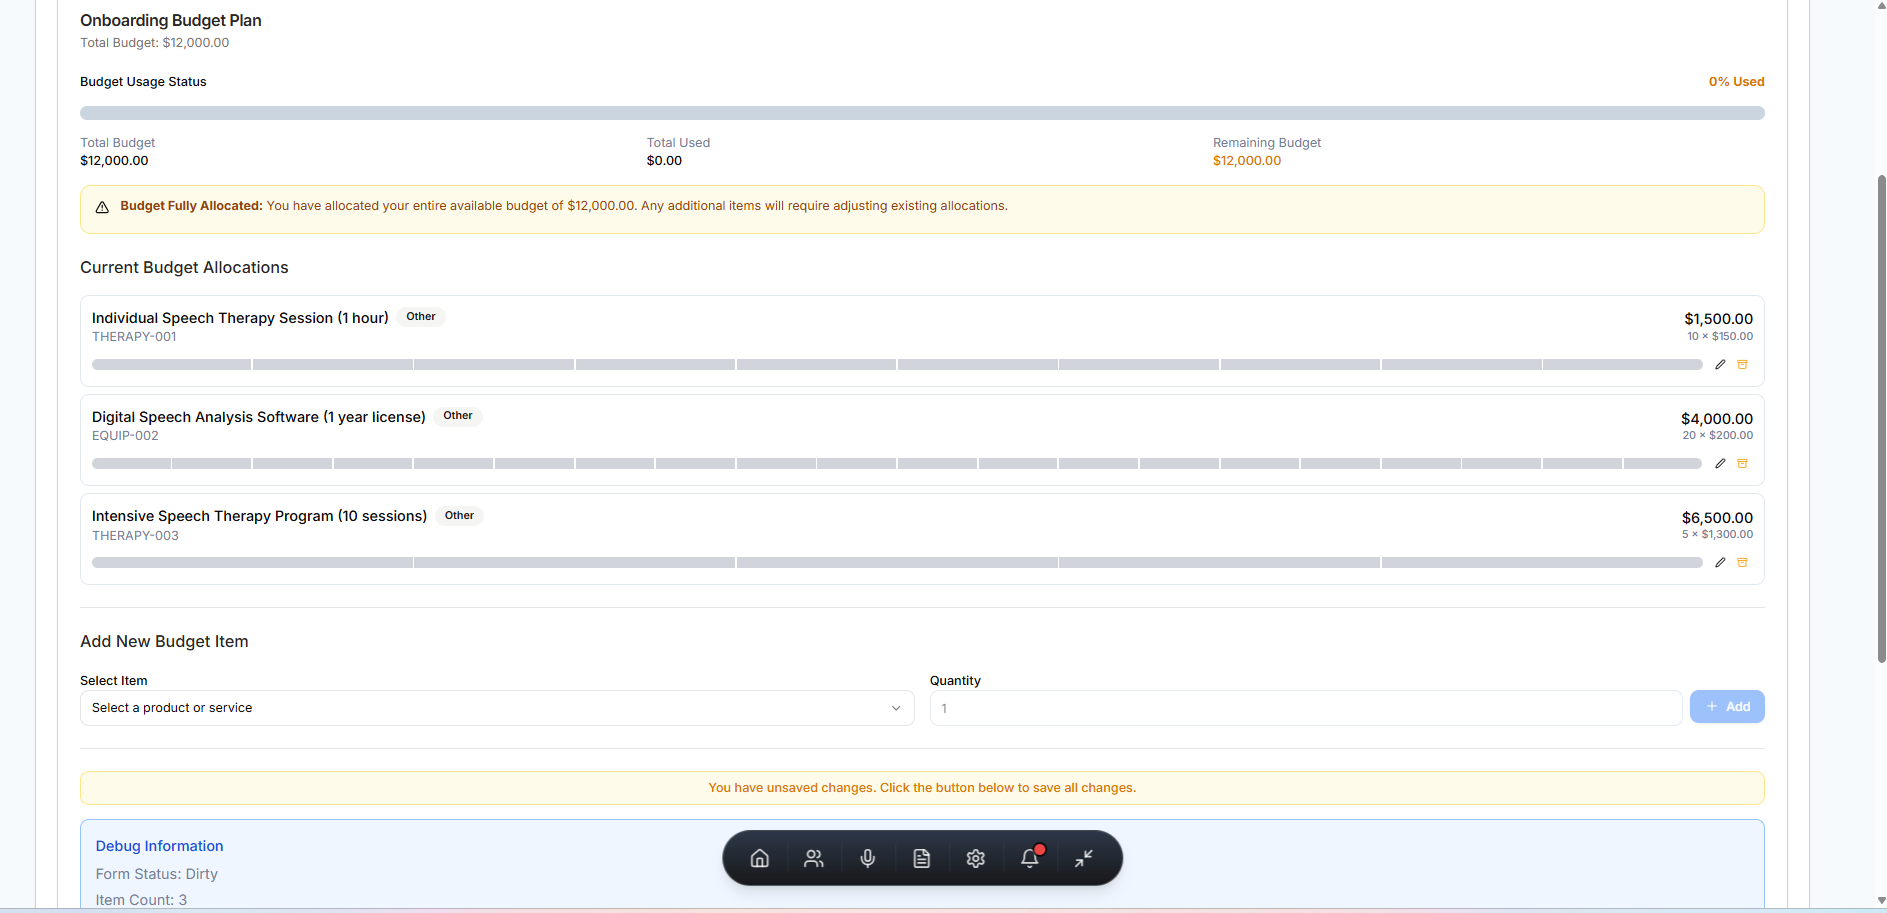 Onboarding Budget Plan
Total Budget: $12,000.00
Budget Usage Status
0% Used
Total Budget
$12,000.00
Total Used
$0.00
Remaining Budget
$12,000.00
Budget Fully Allocated: You have allocated your entire available budget of $12,000.00. Any additional items will require adjusting existing allocations.
Current Budget Allocations
Individual Speech Therapy Session (1 hour) Other
THERAPY-001
$1,500.00
10 × $150.00
Digital Speech Analysis Software (1 year license) Other
EQUIP-002
$4,000.00
20 × $200.00
Intensive Speech Therapy Program (10 sessions) Other
THERAPY-003
$6,500.00
5 × $1,300.00
Add New Budget Item
Select Item
Select a product or service
Quantity
1
+ Add
You have unsaved changes. Click the button below to save all changes.
Debug Information
Form Status: Dirty
Item Count: 3